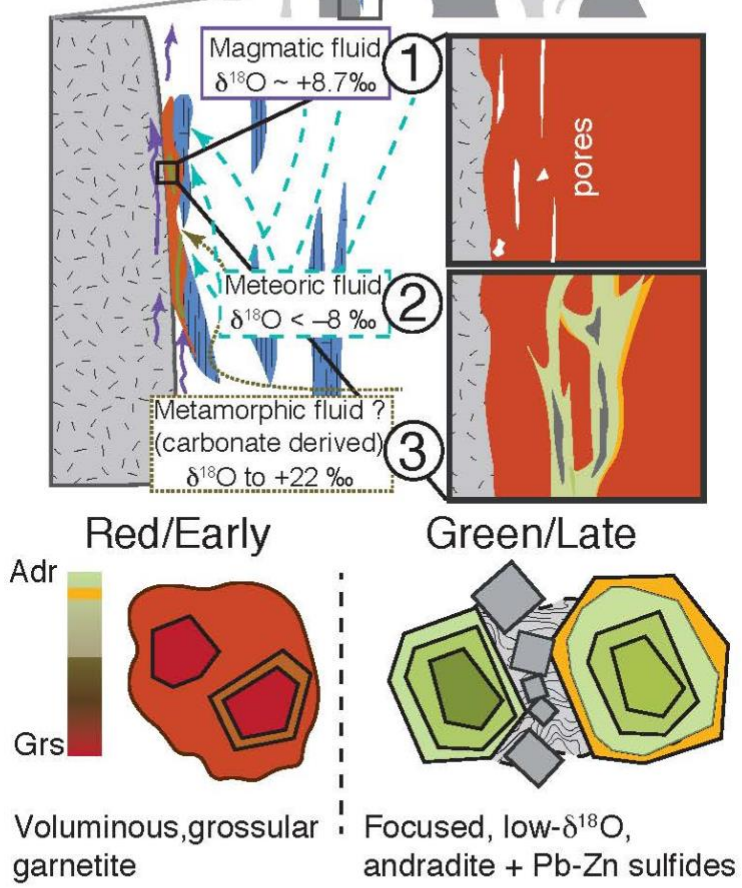 Magmatic fluid
δ¹⁸O ~ +8.7‰
1
pores
Meteoric fluid
δ¹⁸O < –8 ‰
2
Metamorphic fluid ?
(carbonate derived)
δ¹⁸O to +22 ‰
3
Red/Early
Green/Late
Adr
Grs
Voluminous,grossular
garnetite
Focused, low-δ¹⁸O,
andradite + Pb-Zn sulfides